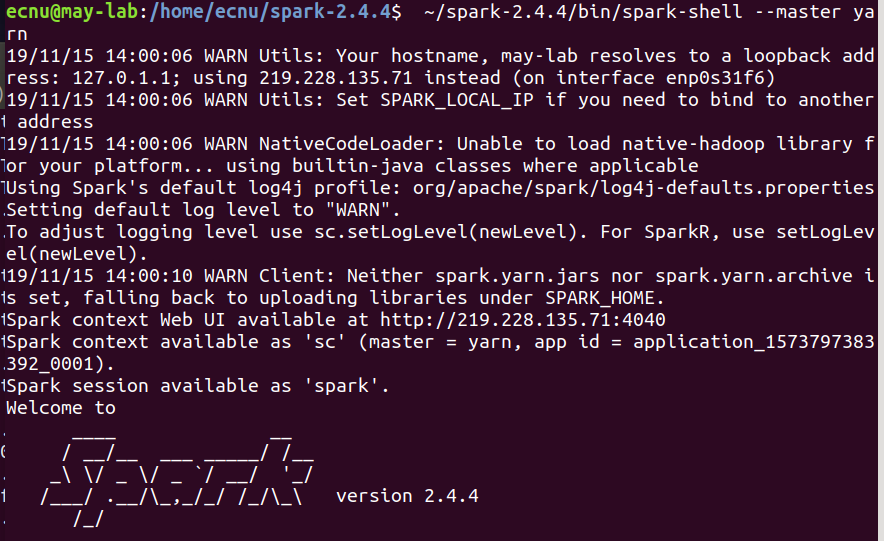 ecnu@may-lab:/home/ecnu/spark-2.4.4$  ~/spark-2.4.4/bin/spark-shell --master ya
rn
19/11/15 14:00:06 WARN Utils: Your hostname, may-lab resolves to a loopback add
ress: 127.0.1.1; using 219.228.135.71 instead (on interface enp0s31f6)
19/11/15 14:00:06 WARN Utils: Set SPARK_LOCAL_IP if you need to bind to another
 address
19/11/15 14:00:06 WARN NativeCodeLoader: Unable to load native-hadoop library f
or your platform... using builtin-java classes where applicable
Using Spark's default log4j profile: org/apache/spark/log4j-defaults.properties
Setting default log level to "WARN".
To adjust logging level use sc.setLogLevel(newLevel). For SparkR, use setLogLev
el(newLevel).
19/11/15 14:00:10 WARN Client: Neither spark.yarn.jars nor spark.yarn.archive i
s set, falling back to uploading libraries under SPARK_HOME.
Spark context Web UI available at http://219.228.135.71:4040
Spark context available as 'sc' (master = yarn, app id = application_1573797383
392_0001).
Spark session available as 'spark'.
Welcome to
      ____              __
     / __/__  ___ _____/ /__
    _\ \/ _ \/ _ `/ __/  '_/
   /___/ .__/\_,_/_/ /_/\_\   version 2.4.4
      /_/